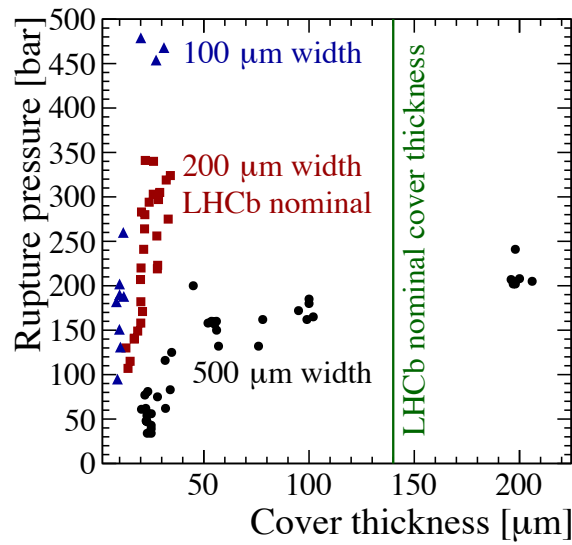 500
450
400
350
300
250
200
150
100
50
0
Rupture pressure [bar]
100 μm width
200 μm width
LHCb nominal
500 μm width
LHCb nominal cover thickness
50
100
150
200
Cover thickness [μm]